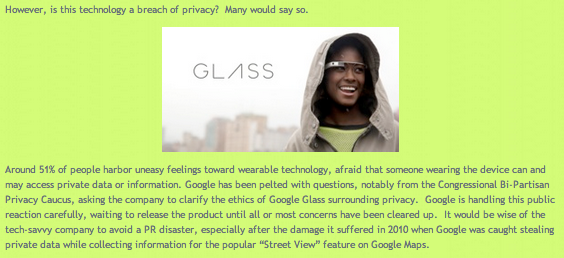 However, is this technology a breach of privacy?  Many would say so.
GLASS
Around 51% of people harbor uneasy feelings toward wearable technology, afraid that someone wearing the device can and
may access private data or information. Google has been pelted with questions, notably from the Congressional Bi-Partisan
Privacy Caucus, asking the company to clarify the ethics of Google Glass surrounding privacy.  Google is handling this public
reaction carefully, waiting to release the product until all or most concerns have been cleared up.  It would be wise of the
tech-savvy company to avoid a PR disaster, especially after the damage it suffered in 2010 when Google was caught stealing
private data while collecting information for the popular “Street View” feature on Google Maps.